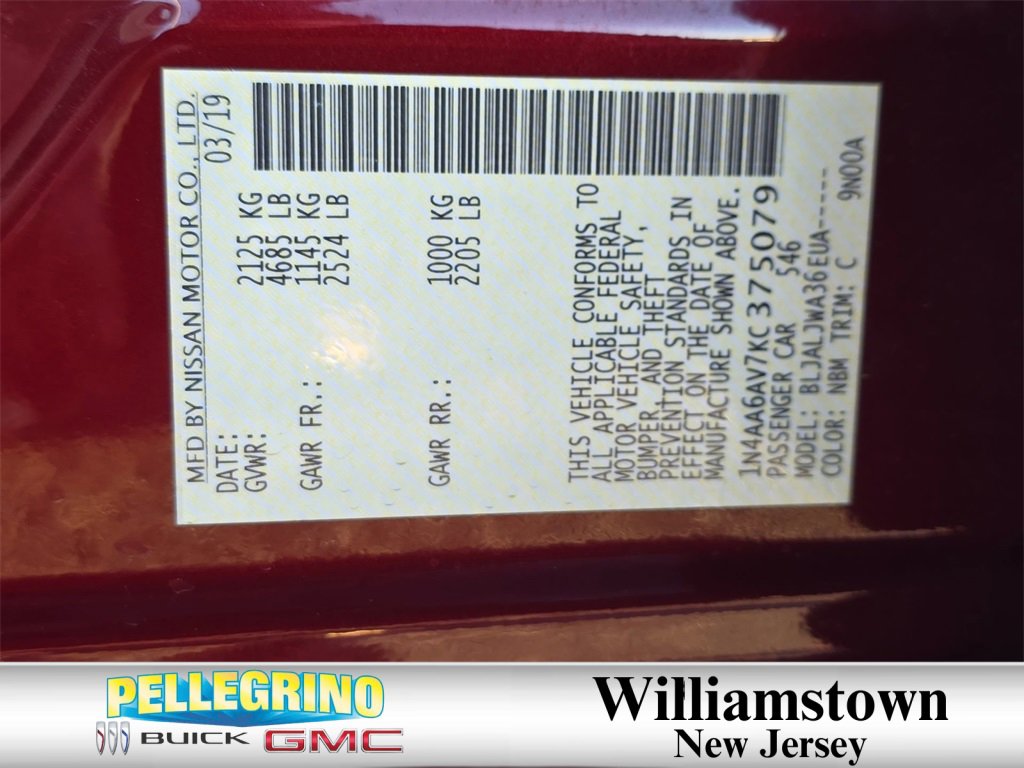 MFD BY NISSAN MOTOR CO., LTD.
DATE: 03/19
GVWR: 2125 KG
4685 LB
GAWR FR.: 1145 KG
2524 LB
GAWR RR.: 1000 KG
2205 LB
THIS VEHICLE CONFORMS TO
ALL APPLICABLE FEDERAL
MOTOR VEHICLE SAFETY,
BUMPER, AND THEFT
PREVENTION STANDARDS IN
EFFECT ON THE DATE OF
MANUFACTURE SHOWN ABOVE.
1N4AA6AV7KC375079
PASSENGER CAR 546
MODEL: BLJALJWA36EUA-----
COLOR: NBM TRIM: C 9N00A
PELLEGRINO
BUICK GMC
Williamstown
New Jersey